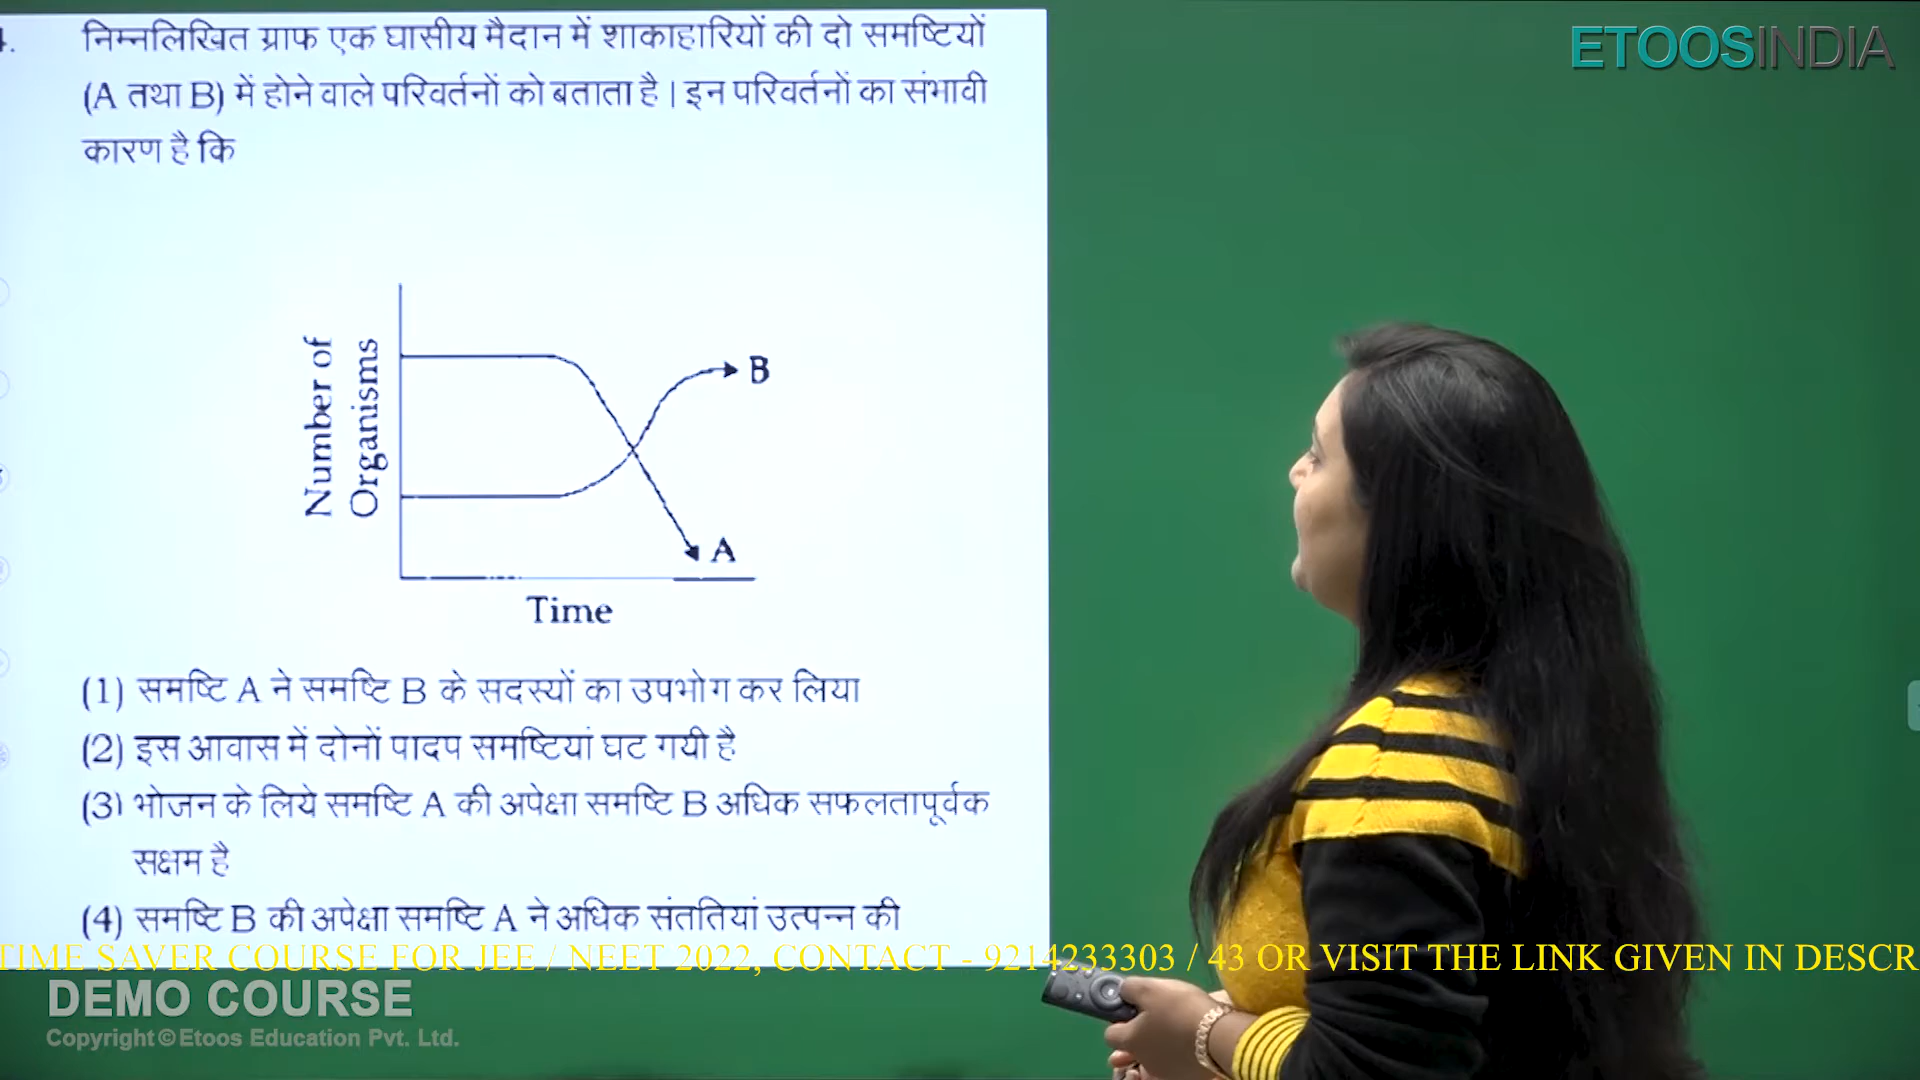 4.
निम्नलिखित ग्राफ एक घासीय मैदान में शाकाहारियों की दो समष्टियों
(A तथा B) में होने वाले परिवर्तनों को बताता है। इन परिवर्तनों का संभावी
कारण है कि
ETOOSINDIA
Number of
Organisms
B
A
Time
(1) समष्टि A ने समष्टि B के सदस्यों का उपभोग कर लिया
(2) इस आवास में दोनों पादप समष्टियां घट गयी है
(3) भोजन के लिये समष्टि A की अपेक्षा समष्टि B अधिक सफलतापूर्वक
सक्षम है
(4) समष्टि B की अपेक्षा समष्टि A ने अधिक संततियां उत्पन्न की
TIME SAVER COURSE FOR JEE / NEET 2022, CONTACT - 9214233303 / 43 OR VISIT THE LINK GIVEN IN DESCR
DEMO COURSE
Copyright © Etoos Education Pvt. Ltd.